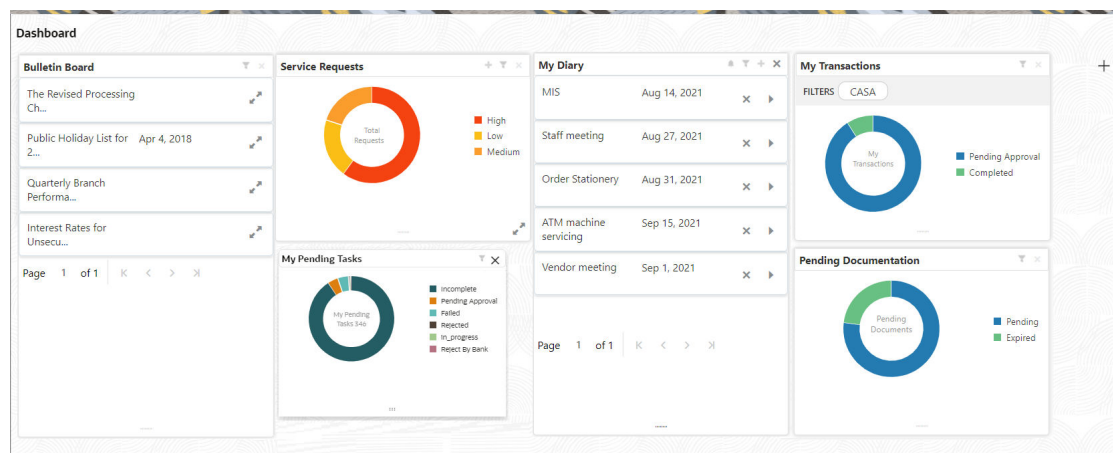 Dashboard
Bulletin Board
The Revised Processing
Ch...
Public Holiday List for
2...
Apr 4, 2018
Quarterly Branch
Performa...
Interest Rates for
Unsecu...
Page 1 of 1
Service Requests
Total
Requests
High
Low
Medium
My Pending Tasks
My Pending
Tasks 546
Incomplete
Pending Approval
Failed
Rejected
In_progress
Reject By Bank
My Diary
MIS Aug 14, 2021
Staff meeting Aug 27, 2021
Order Stationery Aug 31, 2021
ATM machine
servicing
Sep 15, 2021
Vendor meeting Sep 1, 2021
Page 1 of 1
My Transactions
FILTERS CASA
My
Transactions
Pending Approval
Completed
Pending Documentation
Pending
Documents
Pending
Expired